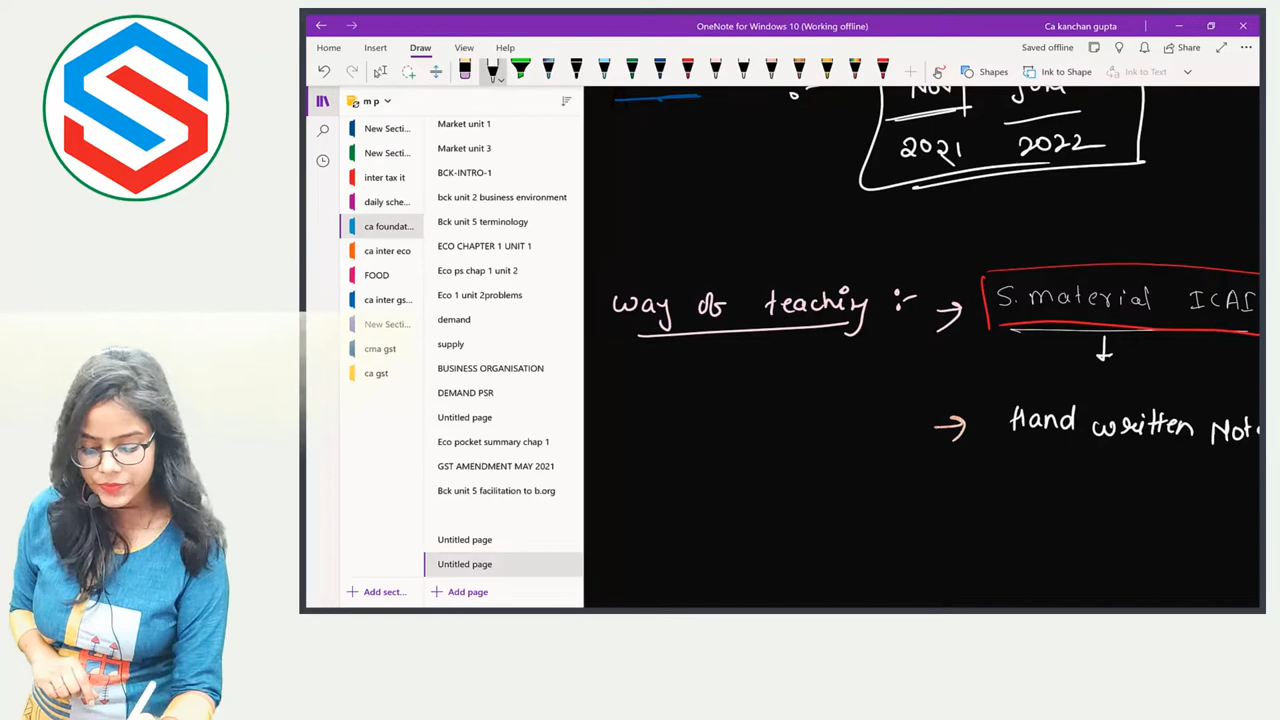 OneNote for Windows 10 (Working offline)
Ca kanchan gupta
Home Insert Draw View Help
Saved offline
Share
Shapes
Ink to Shape
Ink to Text
m p
New Secti...
New Secti...
inter tax it
daily sche...
ca foundat...
ca inter eco
FOOD
ca inter gs...
New Secti...
cma gst
ca gst
Add sect...
Market unit 1
Market unit 3
BCK-INTRO-1
bck unit 2 business environment
Bck unit 5 terminology
ECO CHAPTER 1 UNIT 1
Eco ps chap 1 unit 2
Eco 1 unit 2problems
demand
supply
BUSINESS ORGANISATION
DEMAND PSR
Untitled page
Eco pocket summary chap 1
GST AMENDMENT MAY 2021
Bck unit 5 facilitation to b.org
Untitled page
Untitled page
Add page
Nov
2021 2022
way of teaching :- → S. material ICAI
→ Hand written Not